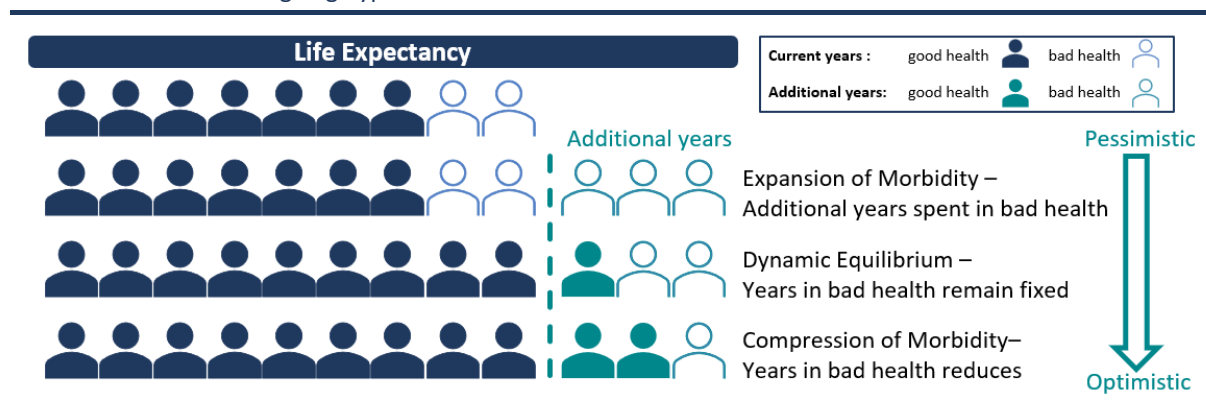 Life Expectancy
Current years : good health bad health
Additional years: good health bad health
Additional years
Pessimistic
Expansion of Morbidity –
Additional years spent in bad health
Dynamic Equilibrium –
Years in bad health remain fixed
Compression of Morbidity–
Years in bad health reduces
Optimistic